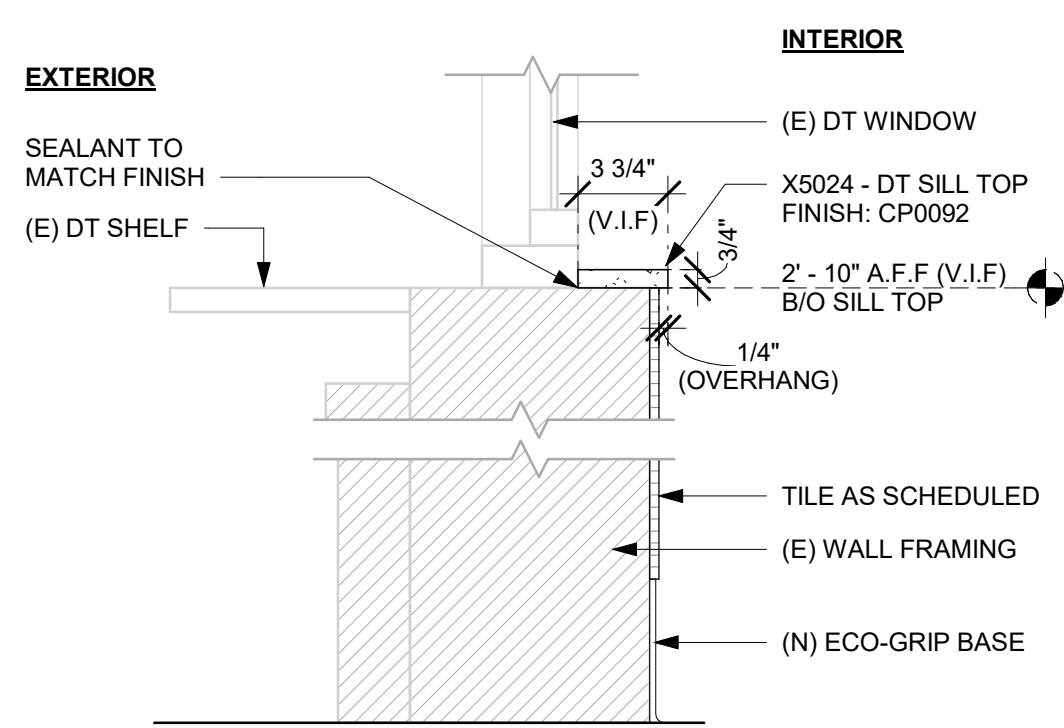 EXTERIOR
SEALANT TO
MATCH FINISH
(E) DT SHELF
3 3/4"
(V.I.F)
3/4"
1/4"
(OVERHANG)
INTERIOR
(E) DT WINDOW
X5024 - DT SILL TOP
FINISH: CP0092
2' - 10" A.F.F (V.I.F)
B/O SILL TOP
TILE AS SCHEDULED
(E) WALL FRAMING
(N) ECO-GRIP BASE